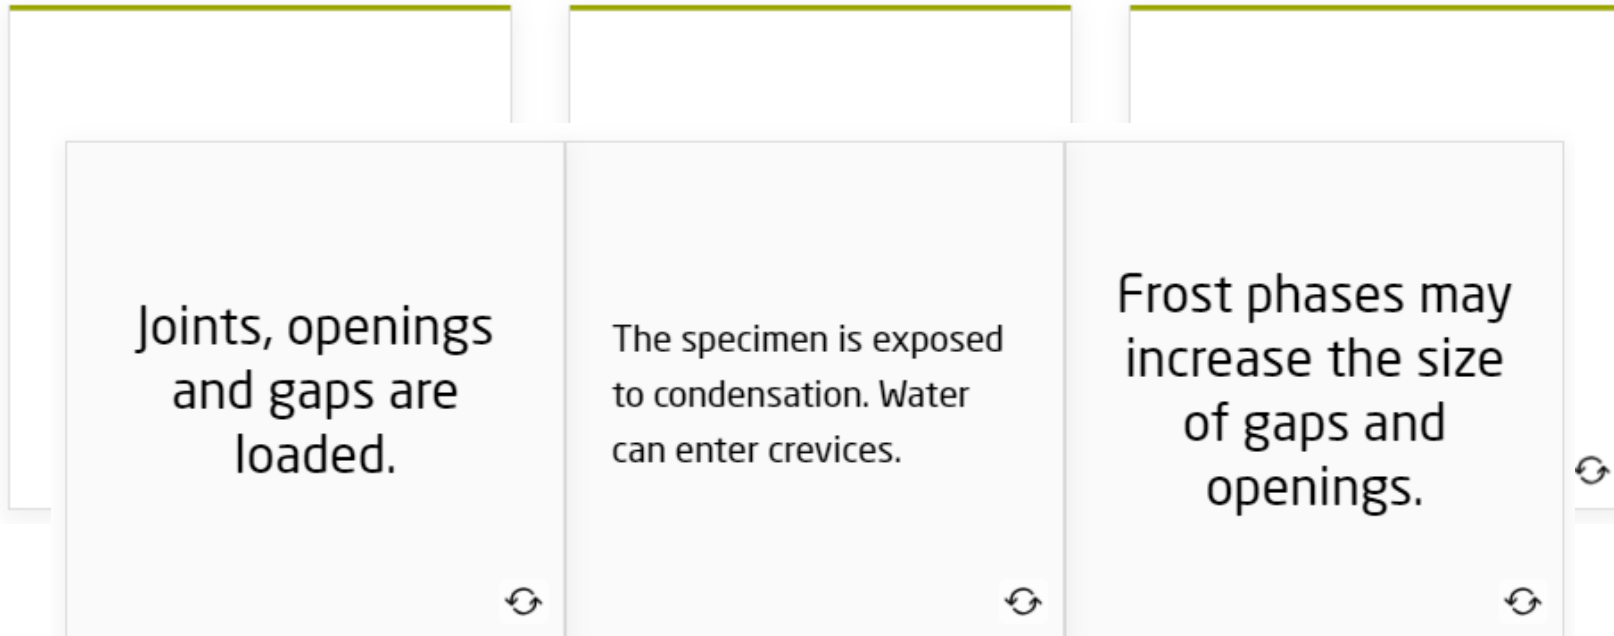 Joints, openings
and gaps are
loaded.
The specimen is exposed
to condensation. Water
can enter crevices.
Frost phases may
increase the size
of gaps and
openings.